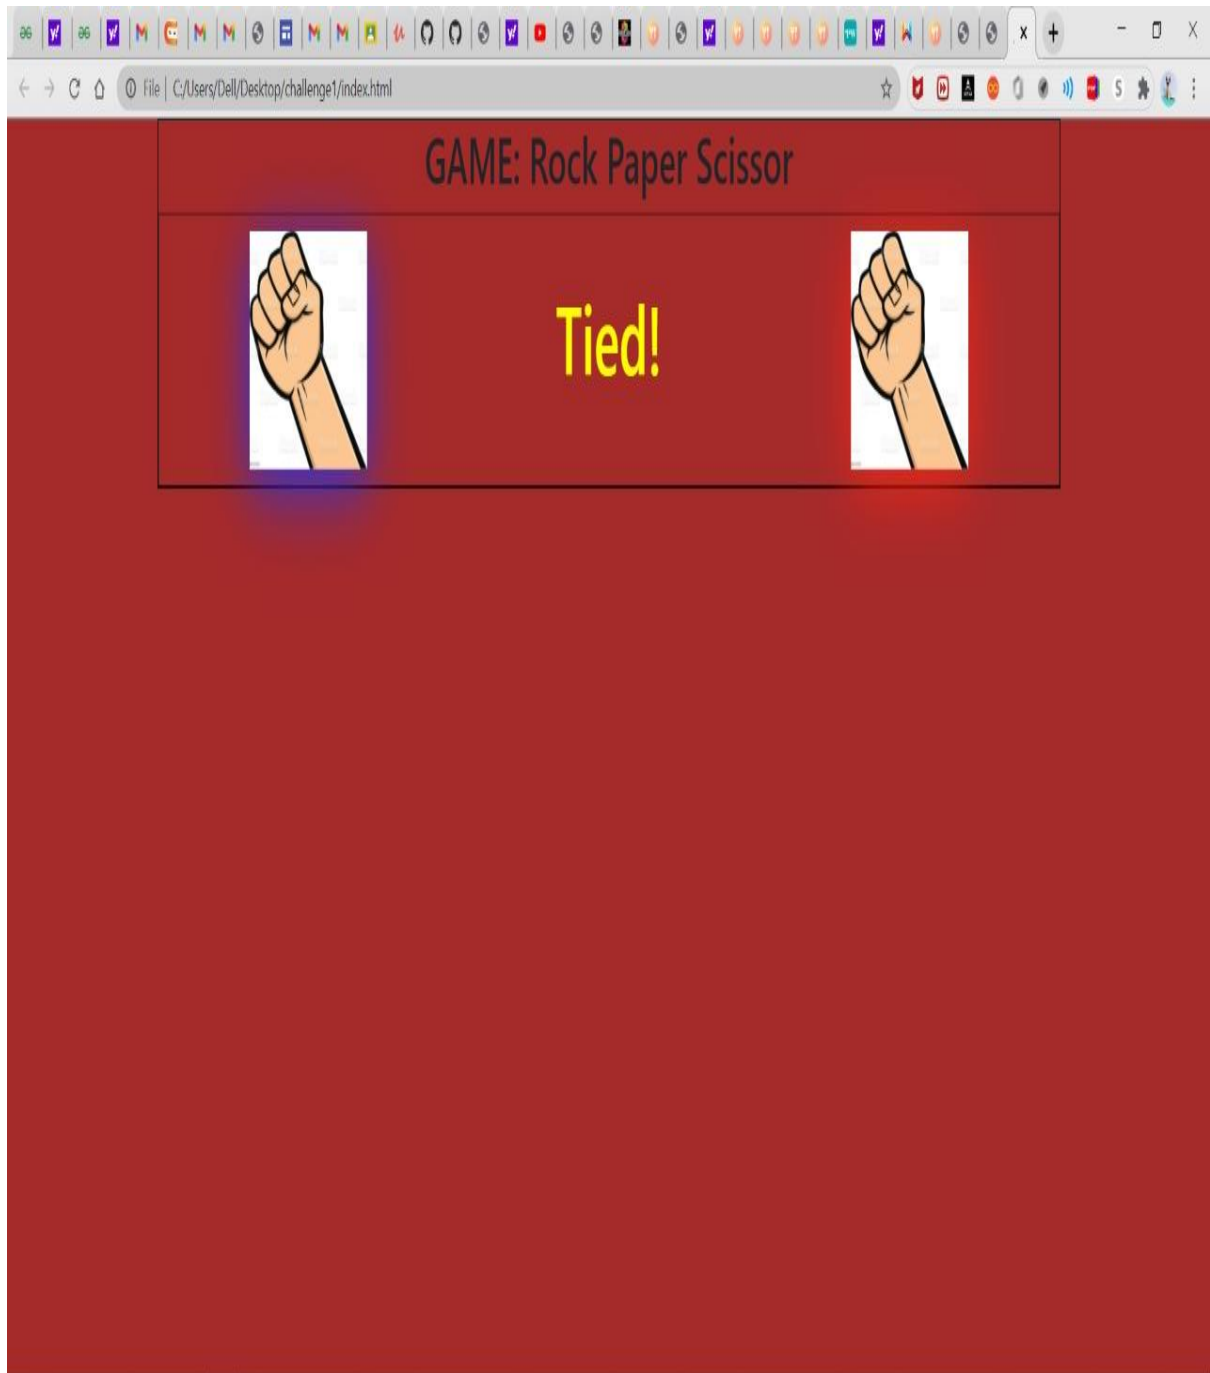 File | C:/Users/Dell/Desktop/challenge1/index.html
GAME: Rock Paper Scissor
Tied!